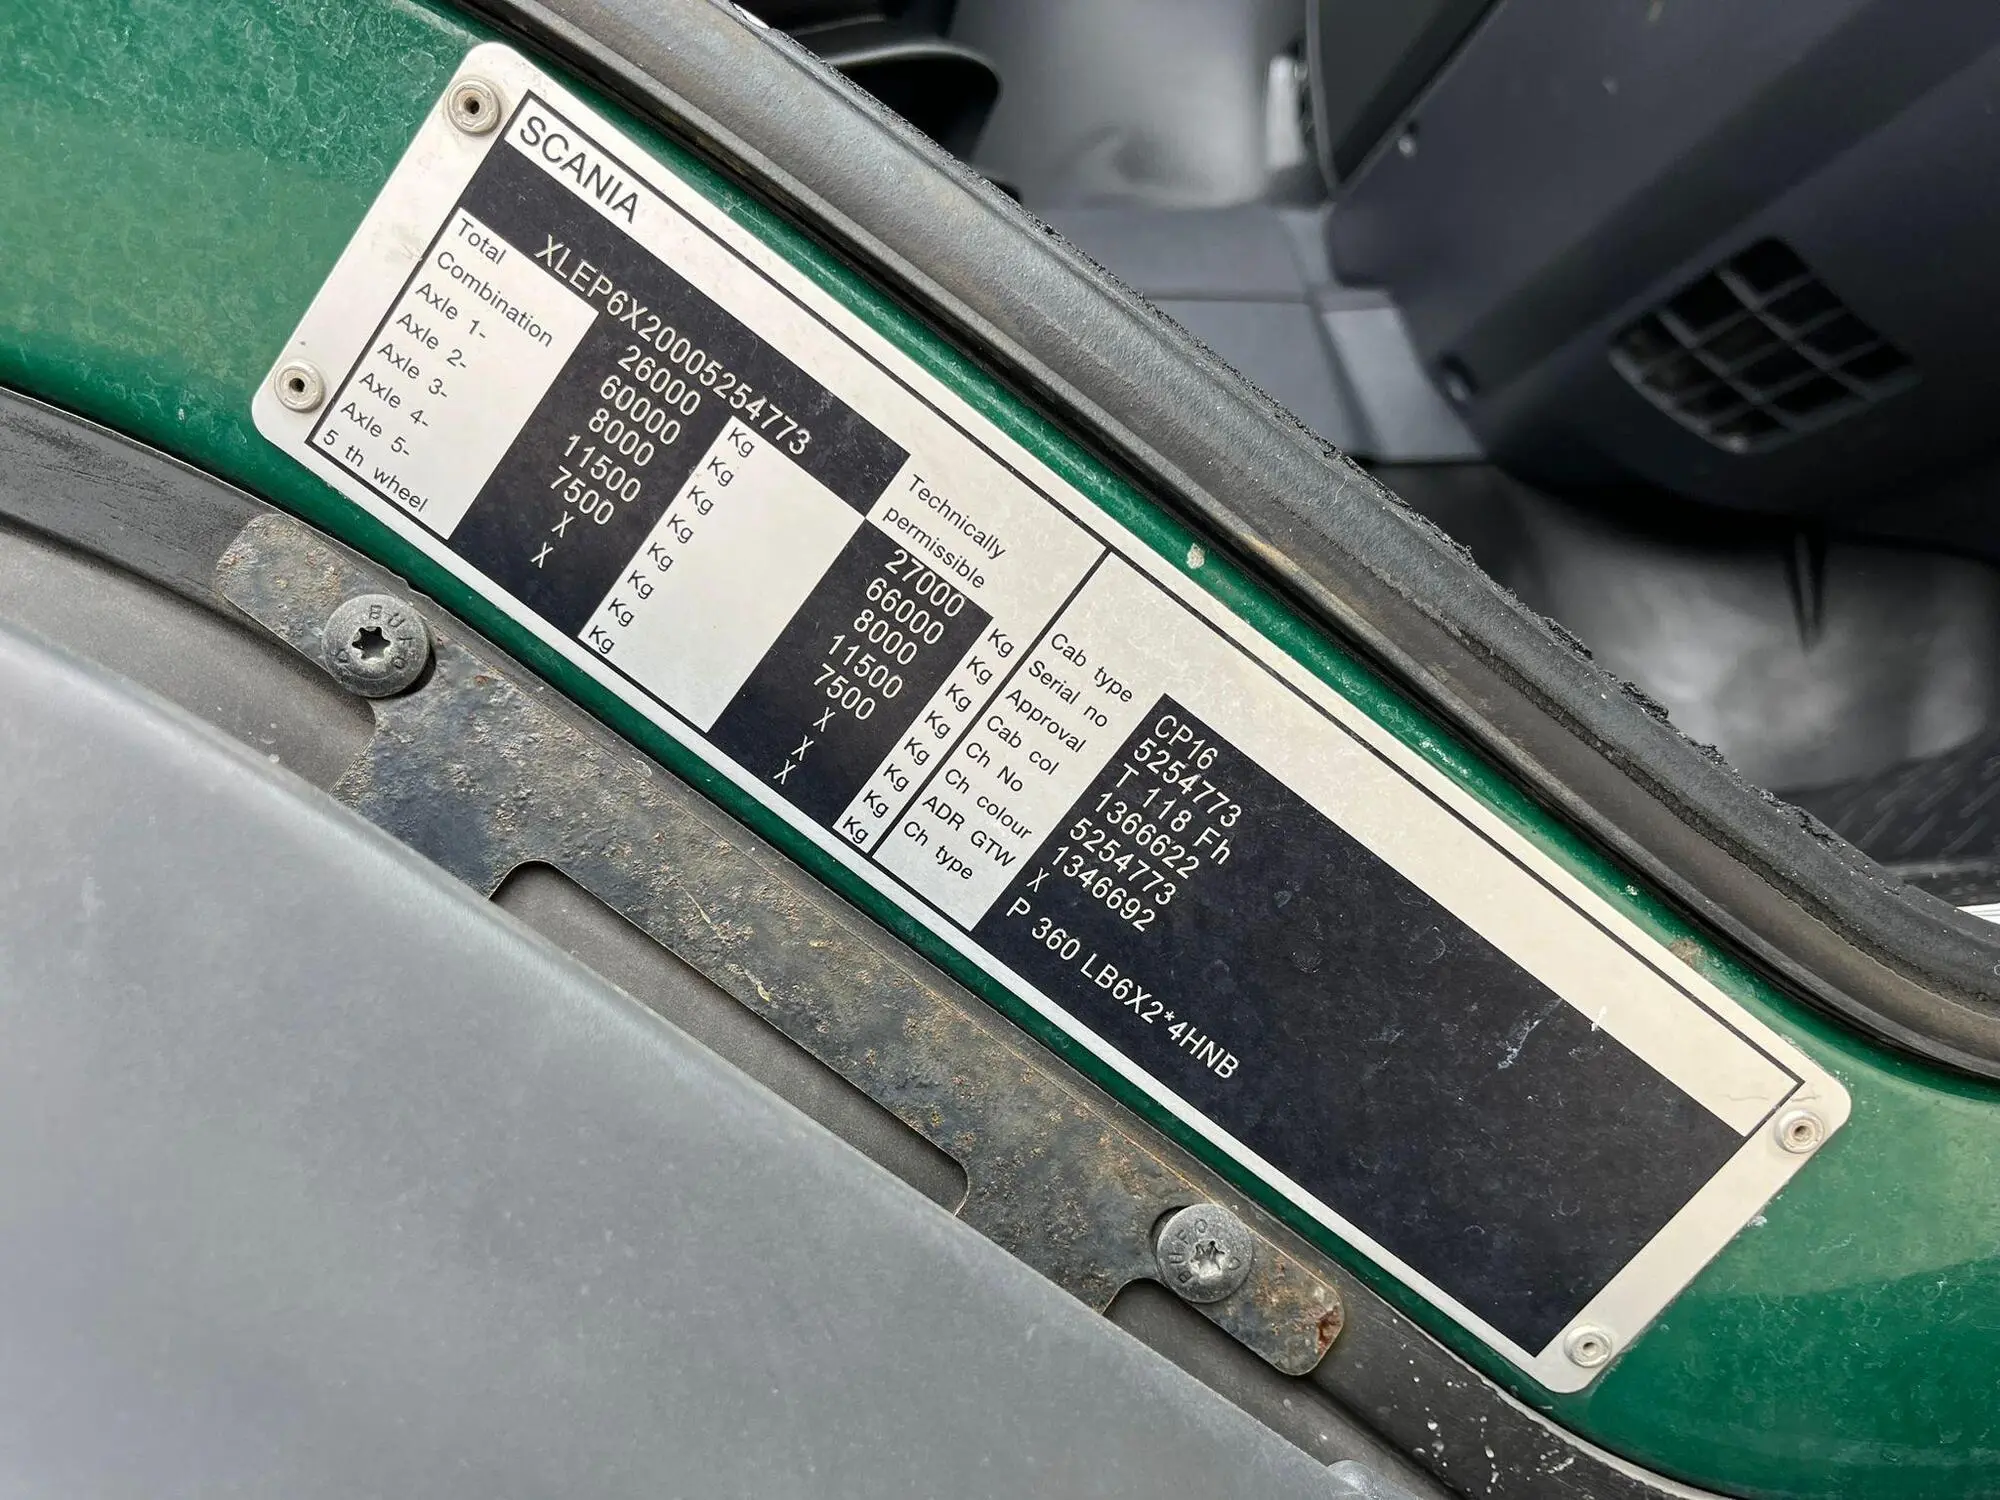 SCANIA
XLEP6X20005254773
Technically permissible
Total 26000 Kg 27000 Kg
Combination 60000 Kg 66000 Kg
Axle 1- 8000 Kg 8000 Kg
Axle 2- 11500 Kg 11500 Kg
Axle 3- 7500 Kg 7500 Kg
Axle 4- X Kg X Kg
Axle 5- X Kg X Kg
5 th wheel Kg X Kg
Cab type CP16
Serial no 5254773
Approval T 118 Fh
Cab col 1366622
Ch No 5254773
Ch colour 1346692
ADR GTW X
Ch type P 360 LB6X2*4HNB
BUFO
BUFO